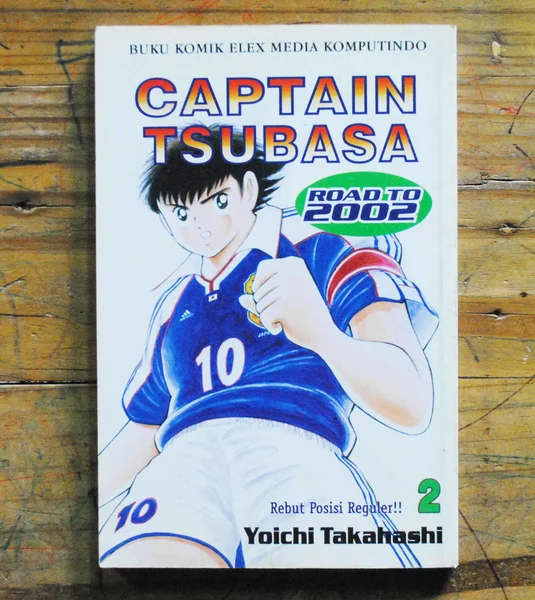 BUKU KOMIK ELEX MEDIA KOMPUTINDO
CAPTAIN
TSUBASA
ROAD TO
2002
10
10
Rebut Posisi Reguler!! 2
Yoichi Takahashi